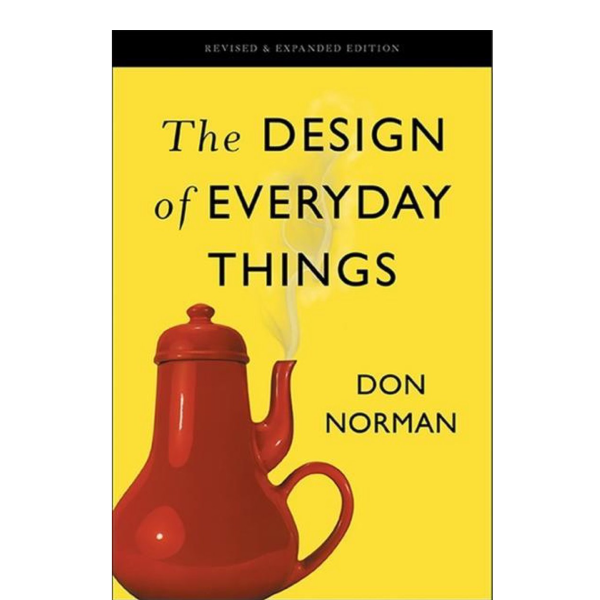 REVISED & EXPANDED EDITION
The DESIGN
of EVERYDAY
THINGS
DON
NORMAN